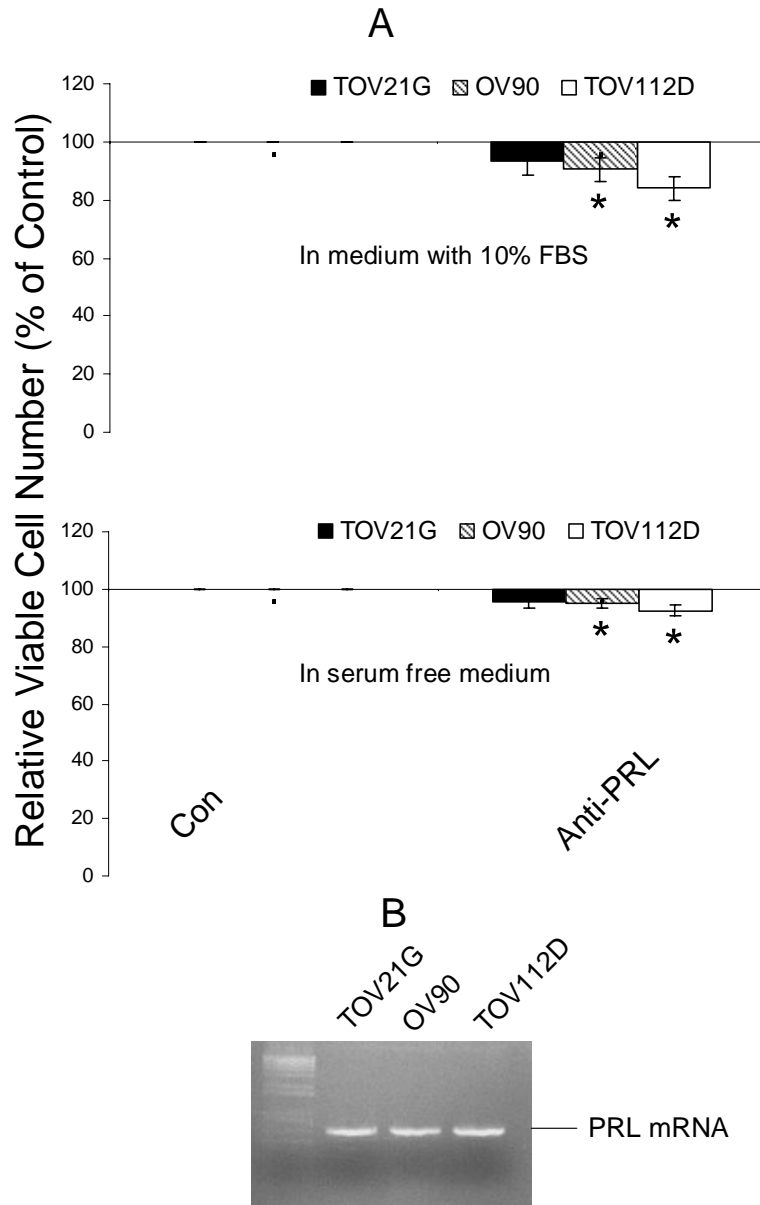 A
Relative Viable Cell Number (% of Control)
120
TOV21G OV90 TOV112D
100
80
* *
In medium with 10% FBS
60
40
20
0
120
TOV21G OV90 TOV112D
100
80
* *
In serum free medium
60
40
20
0
Con Anti-PRL
B
TOV21G OV90 TOV112D
PRL mRNA